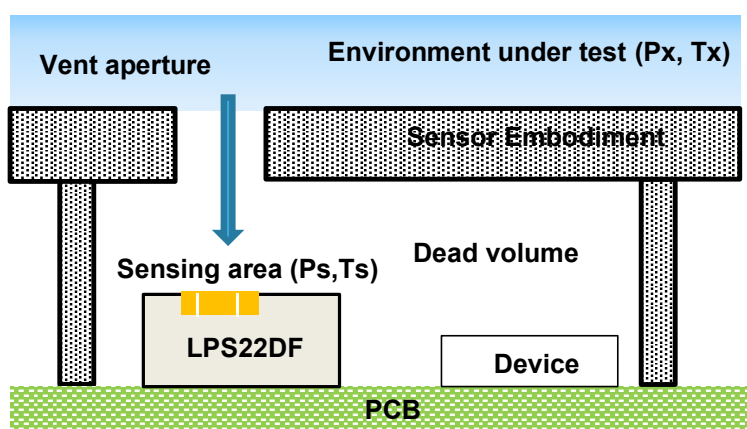 Environment under test (Px, Tx)
Vent aperture
Sensor Embodiment
Dead volume
Sensing area (Ps,Ts)
LPS22DF
Device
PCB